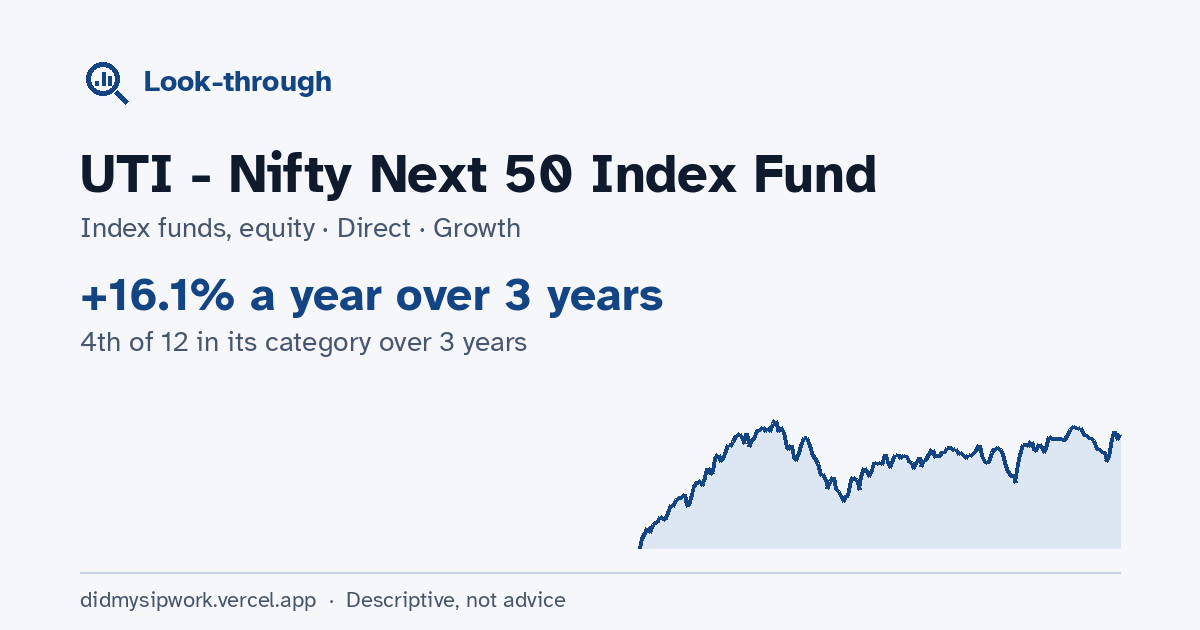 Look-through
UTI - Nifty Next 50 Index Fund
Index funds, equity · Direct · Growth
+16.1% a year over 3 years
4th of 12 in its category over 3 years
didmysipwork.vercel.app · Descriptive, not advice